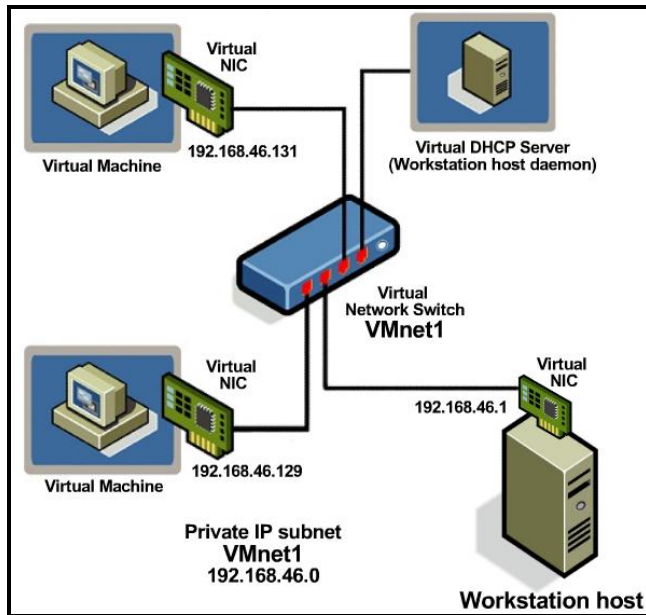 Virtual
NIC
192.168.46.131
Virtual Machine
Virtual DHCP Server
(Workstation host daemon)
Virtual
Network Switch
VMnet1
Virtual
NIC
192.168.46.129
Virtual Machine
Virtual
NIC
192.168.46.1
Private IP subnet
VMnet1
192.168.46.0
Workstation host